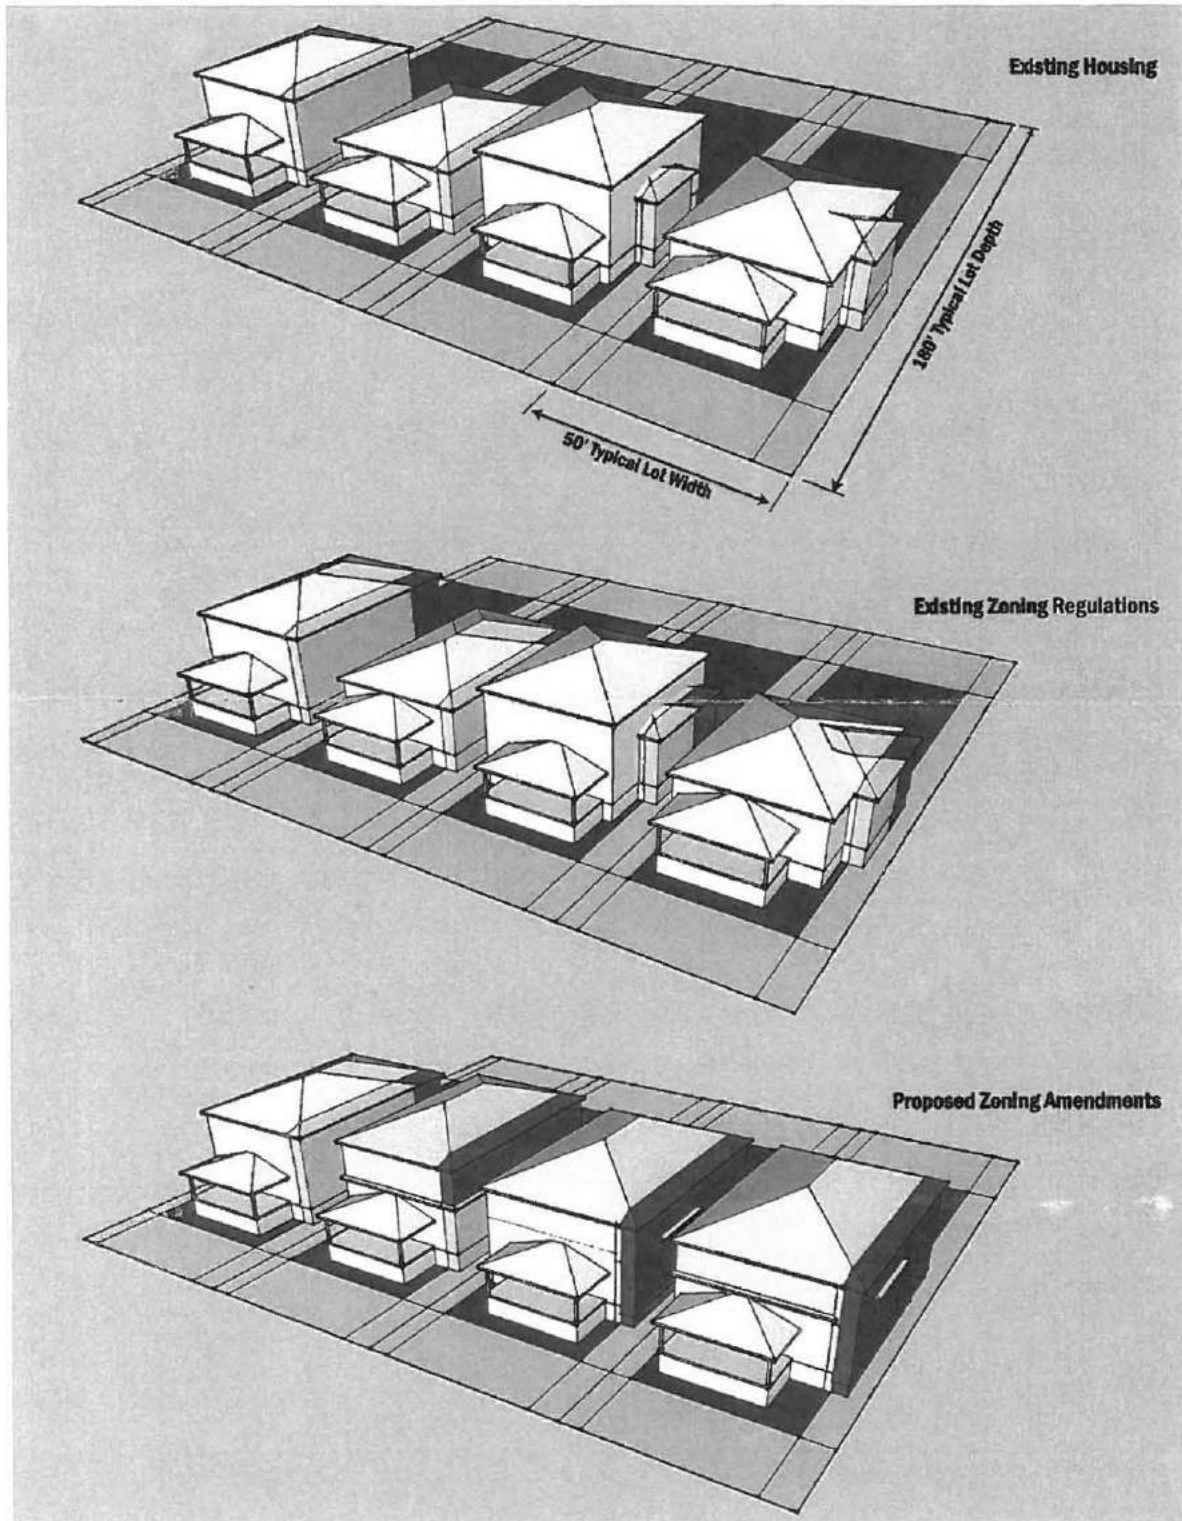 Existing Housing
180' Typical Lot Depth
50' Typical Lot Width
Existing Zoning Regulations
Proposed Zoning Amendments